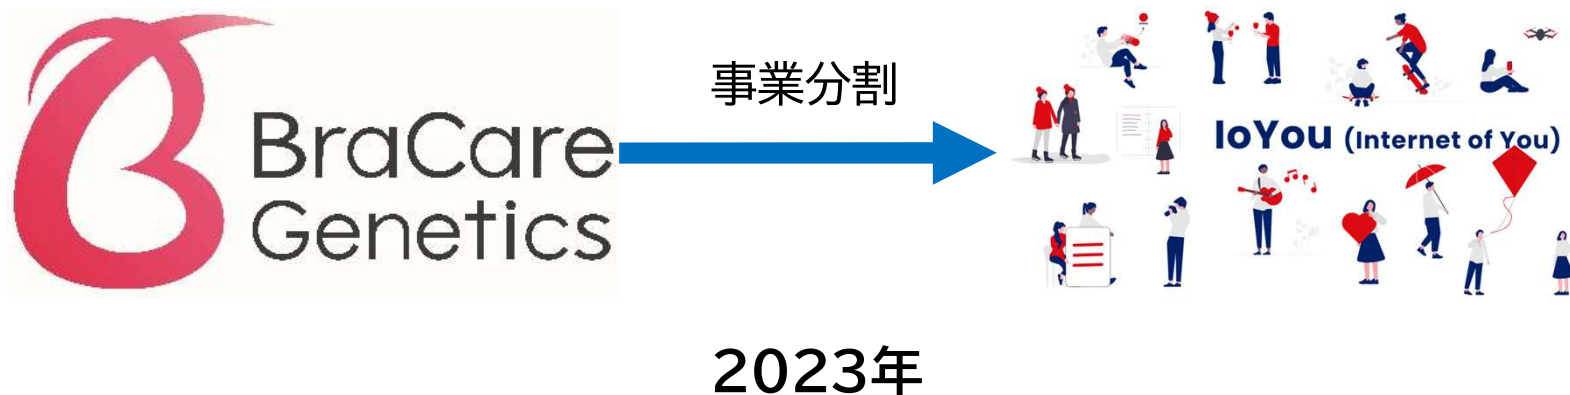 BraCare
Genetics
事業分割
IoYou (Internet of You)
2023年